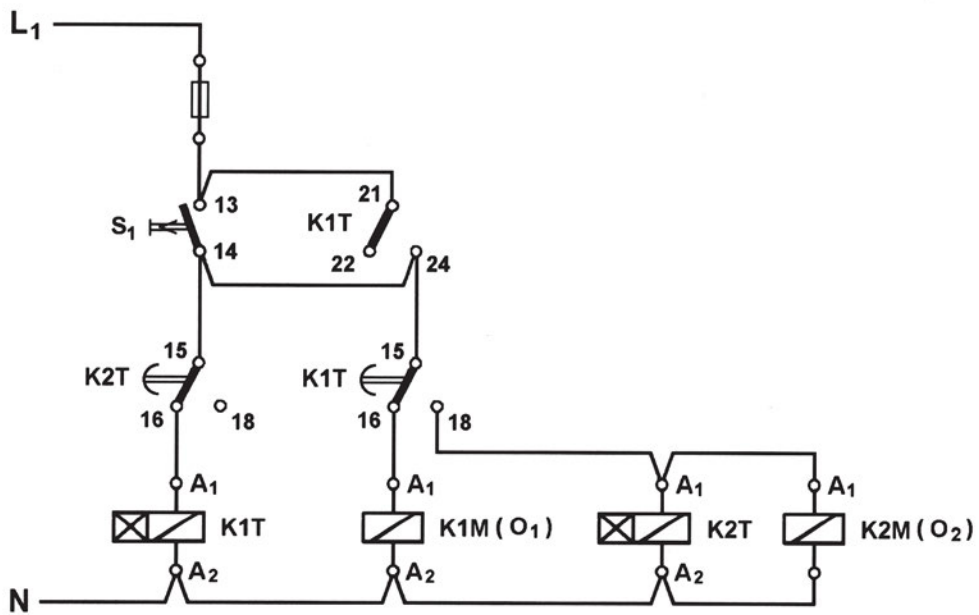 L1
13
21
S1
K1T
14
22
24
15
15
K2T
K1T
16
18
16
18
A1
A1
A1
A1
K1T
K1M (O1)
K2T
K2M (O2)
A2
A2
A2
N